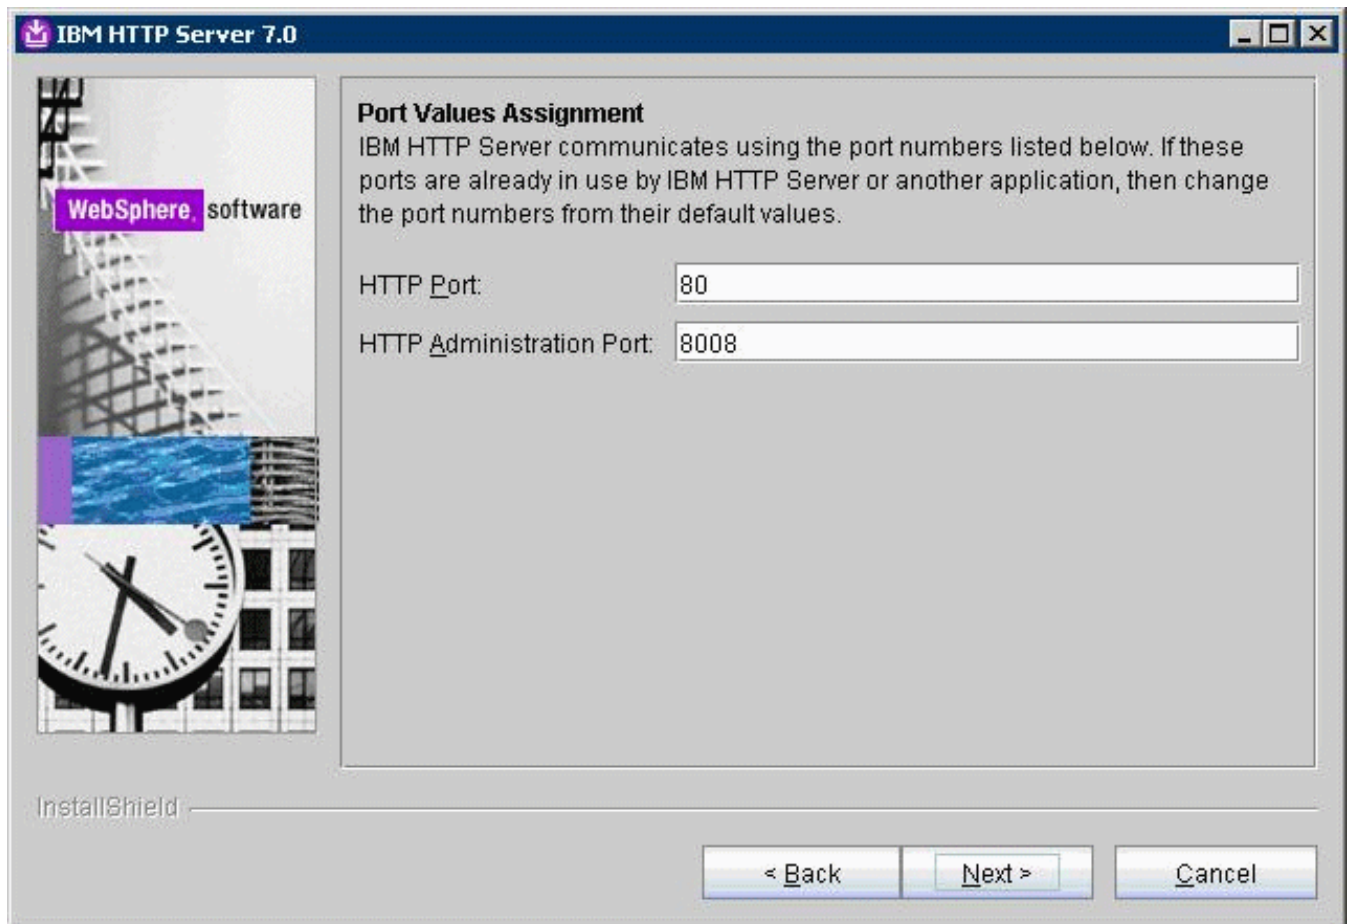 IBM HTTP Server 7.0
WebSphere. software
Port Values Assignment
IBM HTTP Server communicates using the port numbers listed below. If these
ports are already in use by IBM HTTP Server or another application, then change
the port numbers from their default values.
HTTP Port: 80
HTTP Administration Port: 8008
InstallShield
< Back Next > Cancel